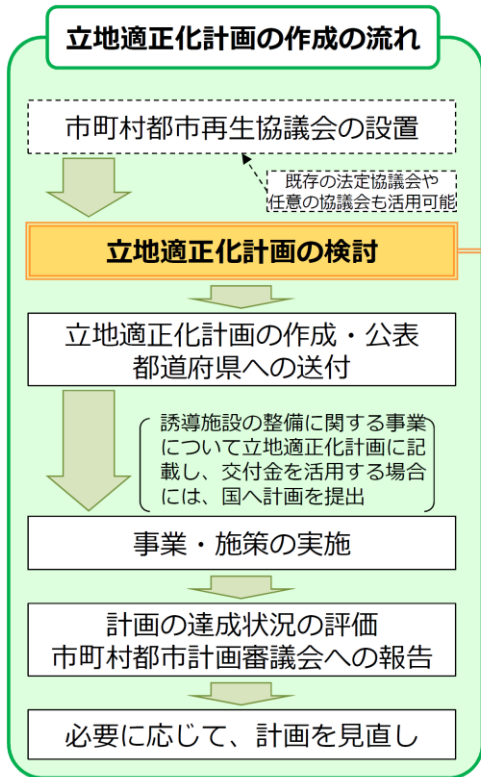 立地適正化計画の作成の流れ
市町村都市再生協議会の設置
既存の法定協議会や
任意の協議会も活用可能
立地適正化計画の検討
立地適正化計画の作成・公表
都道府県への送付
誘導施設の整備に関する事業
について立地適正化計画に記
載し、交付金を活用する場合
には、国へ計画を提出
事業・施策の実施
計画の達成状況の評価
市町村都市計画審議会への報告
必要に応じて、計画を見直し